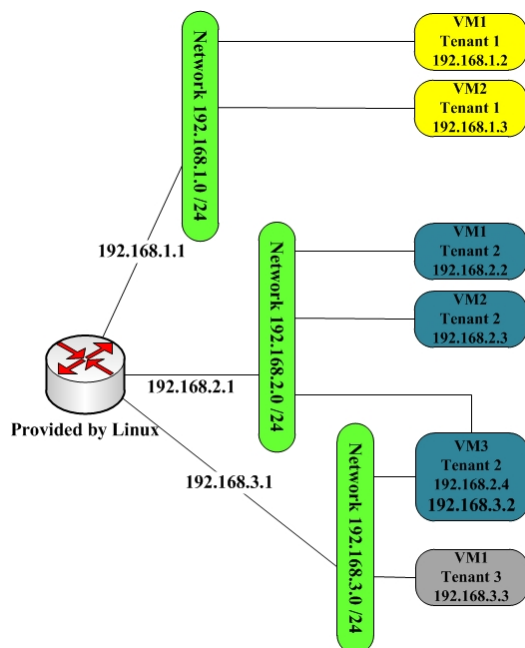 Network 192.168.1.0 /24
VM1
Tenant 1
192.168.1.2
VM2
Tenant 1
192.168.1.3
192.168.1.1
Network 192.168.2.0 /24
VM1
Tenant 2
192.168.2.2
VM2
Tenant 2
192.168.2.3
192.168.2.1
Provided by Linux
192.168.3.1
Network 192.168.3.0 /24
VM3
Tenant 2
192.168.2.4
192.168.3.2
VM1
Tenant 3
192.168.3.3